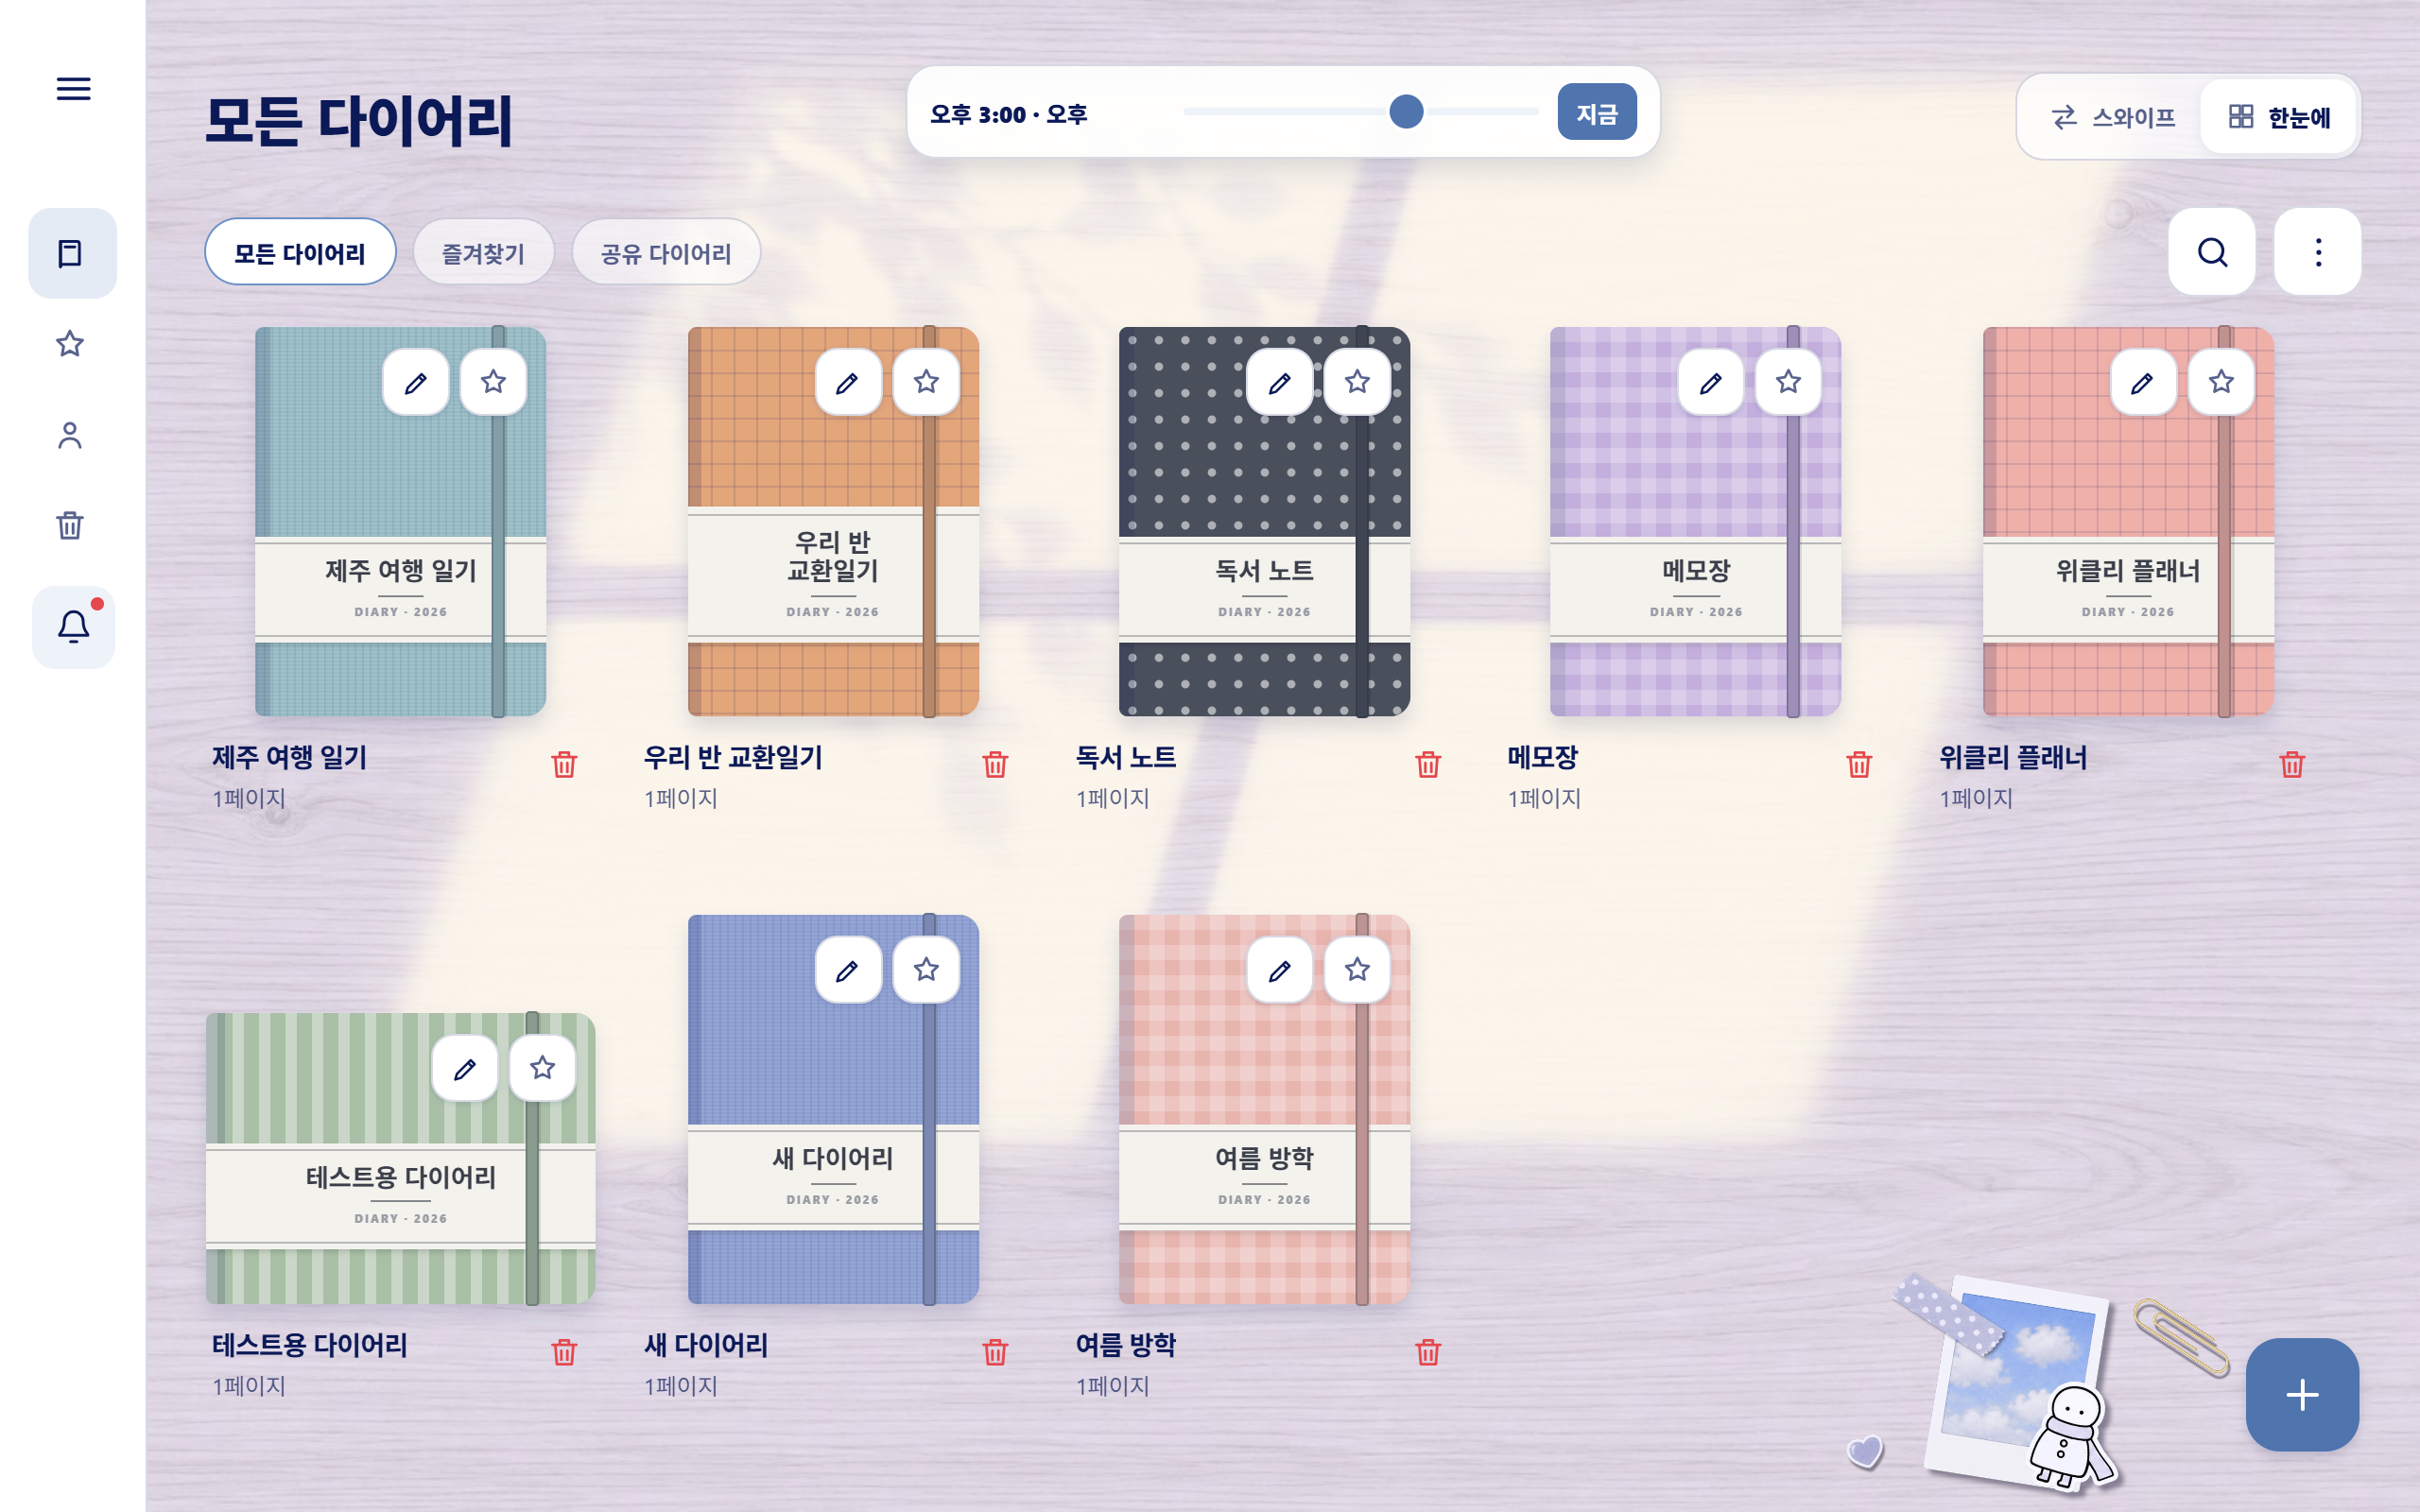 모든 다이어리
오후 3:00 · 오후
지금
스와이프
한눈에
모든 다이어리
즐겨찾기
공유 다이어리
제주 여행 일기
DIARY · 2026
우리 반
교환일기
DIARY · 2026
독서 노트
DIARY · 2026
메모장
DIARY · 2026
위클리 플래너
DIARY · 2026
제주 여행 일기
1페이지
우리 반 교환일기
1페이지
독서 노트
1페이지
메모장
1페이지
위클리 플래너
1페이지
테스트용 다이어리
DIARY · 2026
새 다이어리
DIARY · 2026
여름 방학
DIARY · 2026
테스트용 다이어리
1페이지
새 다이어리
1페이지
여름 방학
1페이지